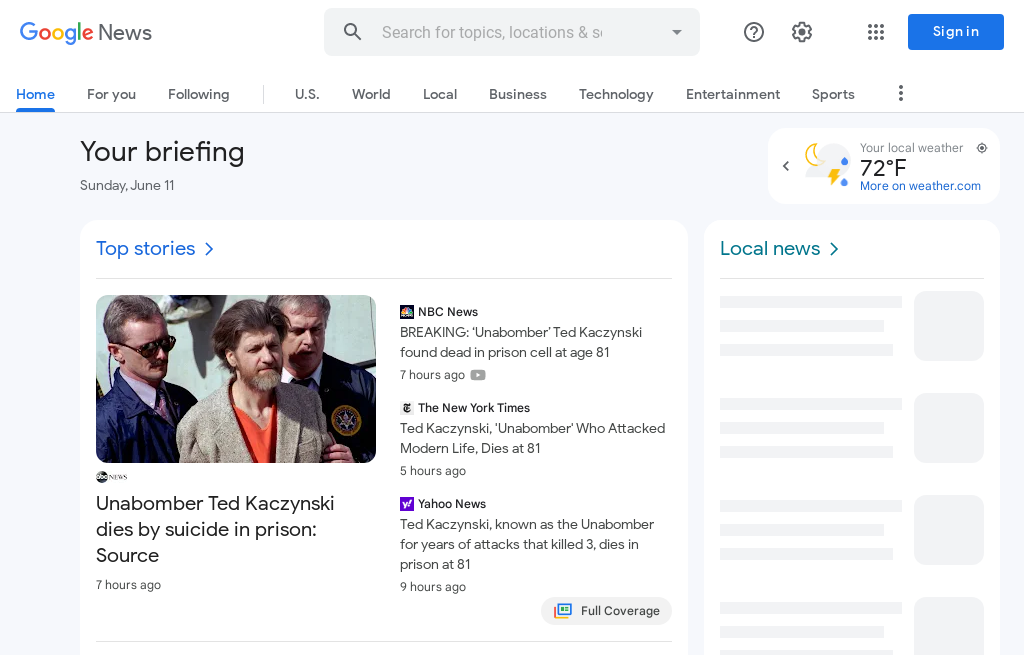 Google News
Search for topics, locations & s
Sign in
Home
For you
Following
U.S.
World
Local
Business
Technology
Entertainment
Sports
Your briefing
Sunday, June 11
Your local weather
72°F
More on weather.com
Top stories
abc NEWS
Unabomber Ted Kaczynski
dies by suicide in prison:
Source
7 hours ago
NBC News
BREAKING: ‘Unabomber’ Ted Kaczynski
found dead in prison cell at age 81
7 hours ago
The New York Times
Ted Kaczynski, ‘Unabomber’ Who Attacked
Modern Life, Dies at 81
5 hours ago
y!
Yahoo News
Ted Kaczynski, known as the Unabomber
for years of attacks that killed 3, dies in
prison at 81
9 hours ago
Full Coverage
Local news